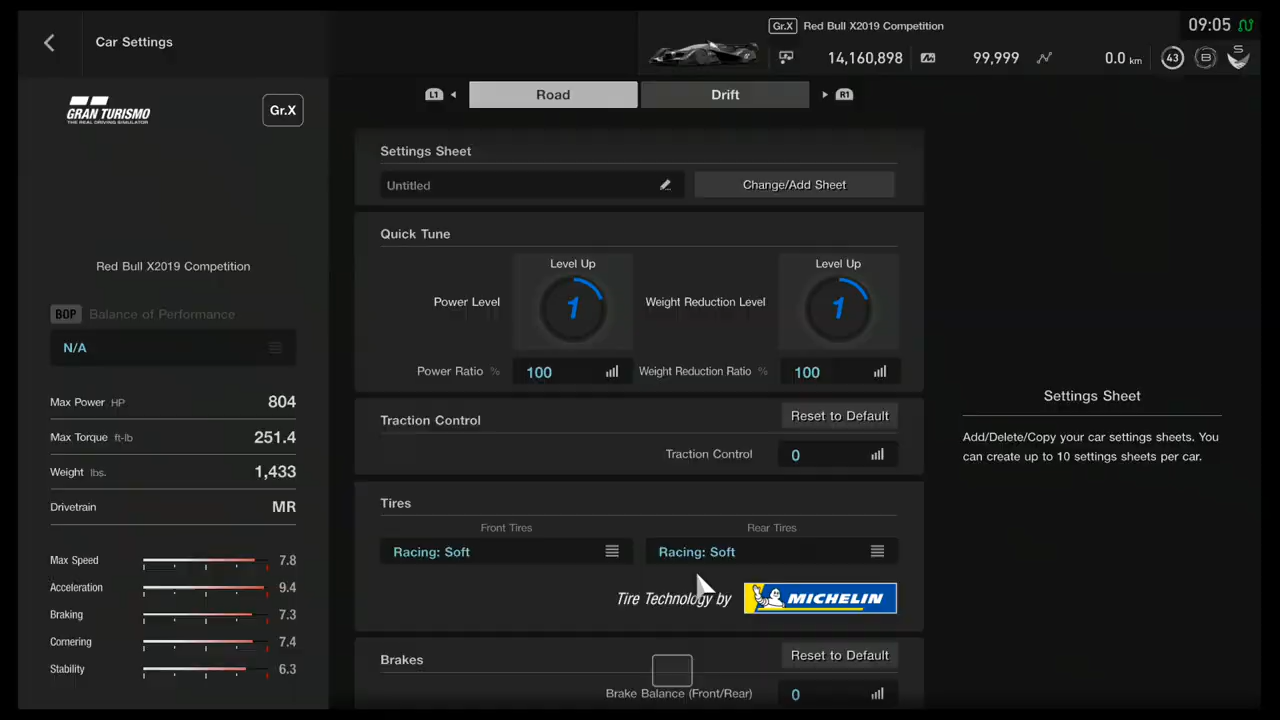 Car Settings
Gr.X Red Bull X2019 Competition
09:05
14,160,898
99,999
0.0 km
43
B
S
L1
Road
Drift
R1
GRAN TURISMO
THE REAL DRIVING SIMULATOR
Gr.X
Red Bull X2019 Competition
BOP Balance of Performance
N/A
Max Power HP 804
Max Torque ft-lb 251.4
Weight lbs. 1,433
Drivetrain MR
Max Speed 7.8
Acceleration 9.4
Braking 7.3
Cornering 7.4
Stability 6.3
Settings Sheet
Untitled
Change/Add Sheet
Quick Tune
Level Up
Level Up
Power Level 1
Weight Reduction Level 1
Power Ratio % 100
Weight Reduction Ratio % 100
Traction Control
Reset to Default
Traction Control 0
Tires
Front Tires
Rear Tires
Racing: Soft
Racing: Soft
Tire Technology by MICHELIN
Brakes
Reset to Default
Brake Balance (Front/Rear) 0
Settings Sheet
Add/Delete/Copy your car settings sheets. You
can create up to 10 settings sheets per car.